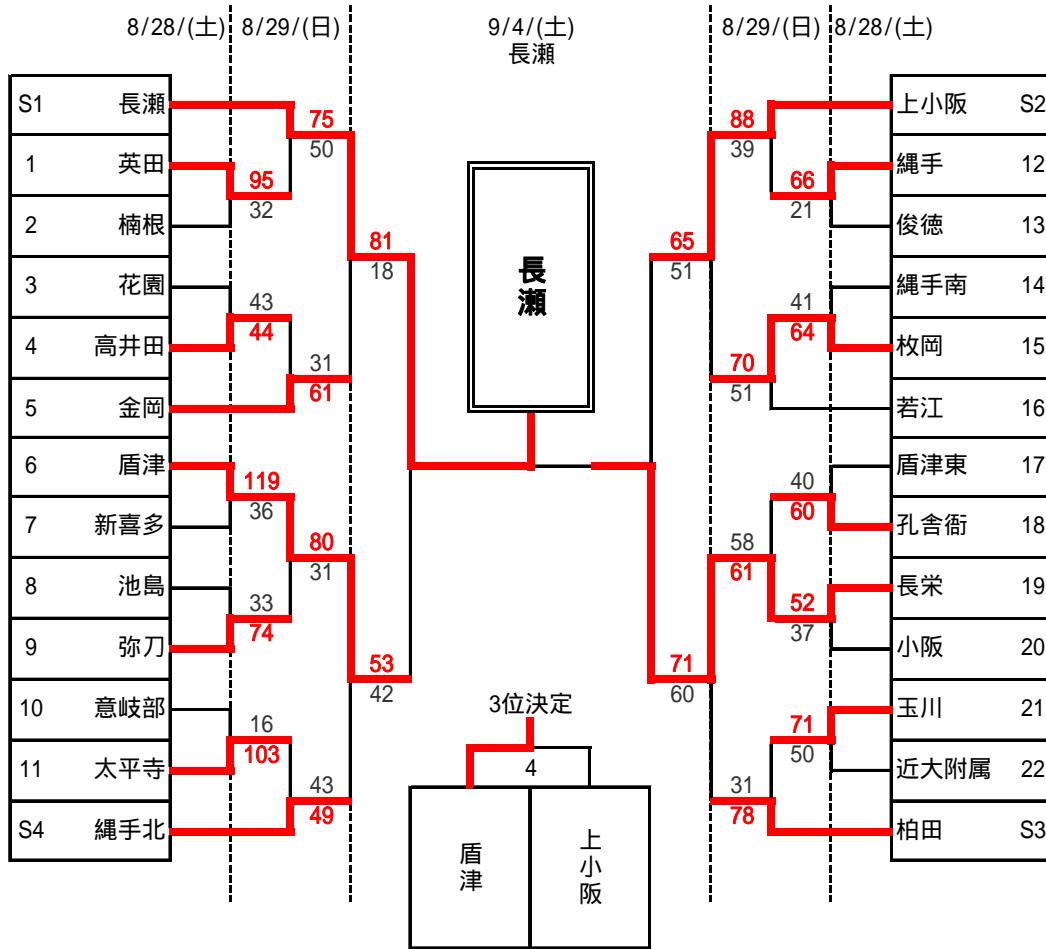 8/28/(土) 8/29/(日) 9/4/(土) 8/29/(日) 8/28/(土)
長瀬
S1 長瀬
1 英田
2 楠根
3 花園
4 高井田
5 金岡
6 盾津
7 新喜多
8 池島
9 弥刀
10 意岐部
11 太平寺
S4 縄手北
95
32
43
44
119
36
33
74
16
103
75
50
31
61
80
31
43
49
81
18
53
42
長瀬
3位決定
4
盾津
上小阪
65
51
71
60
88
39
70
51
58
61
31
78
66
21
41
64
40
60
52
37
71
50
上小阪 S2
縄手 12
俊徳 13
縄手南 14
枚岡 15
若江 16
盾津東 17
孔舎衙 18
長栄 19
小阪 20
玉川 21
近大附属 22
柏田 S3